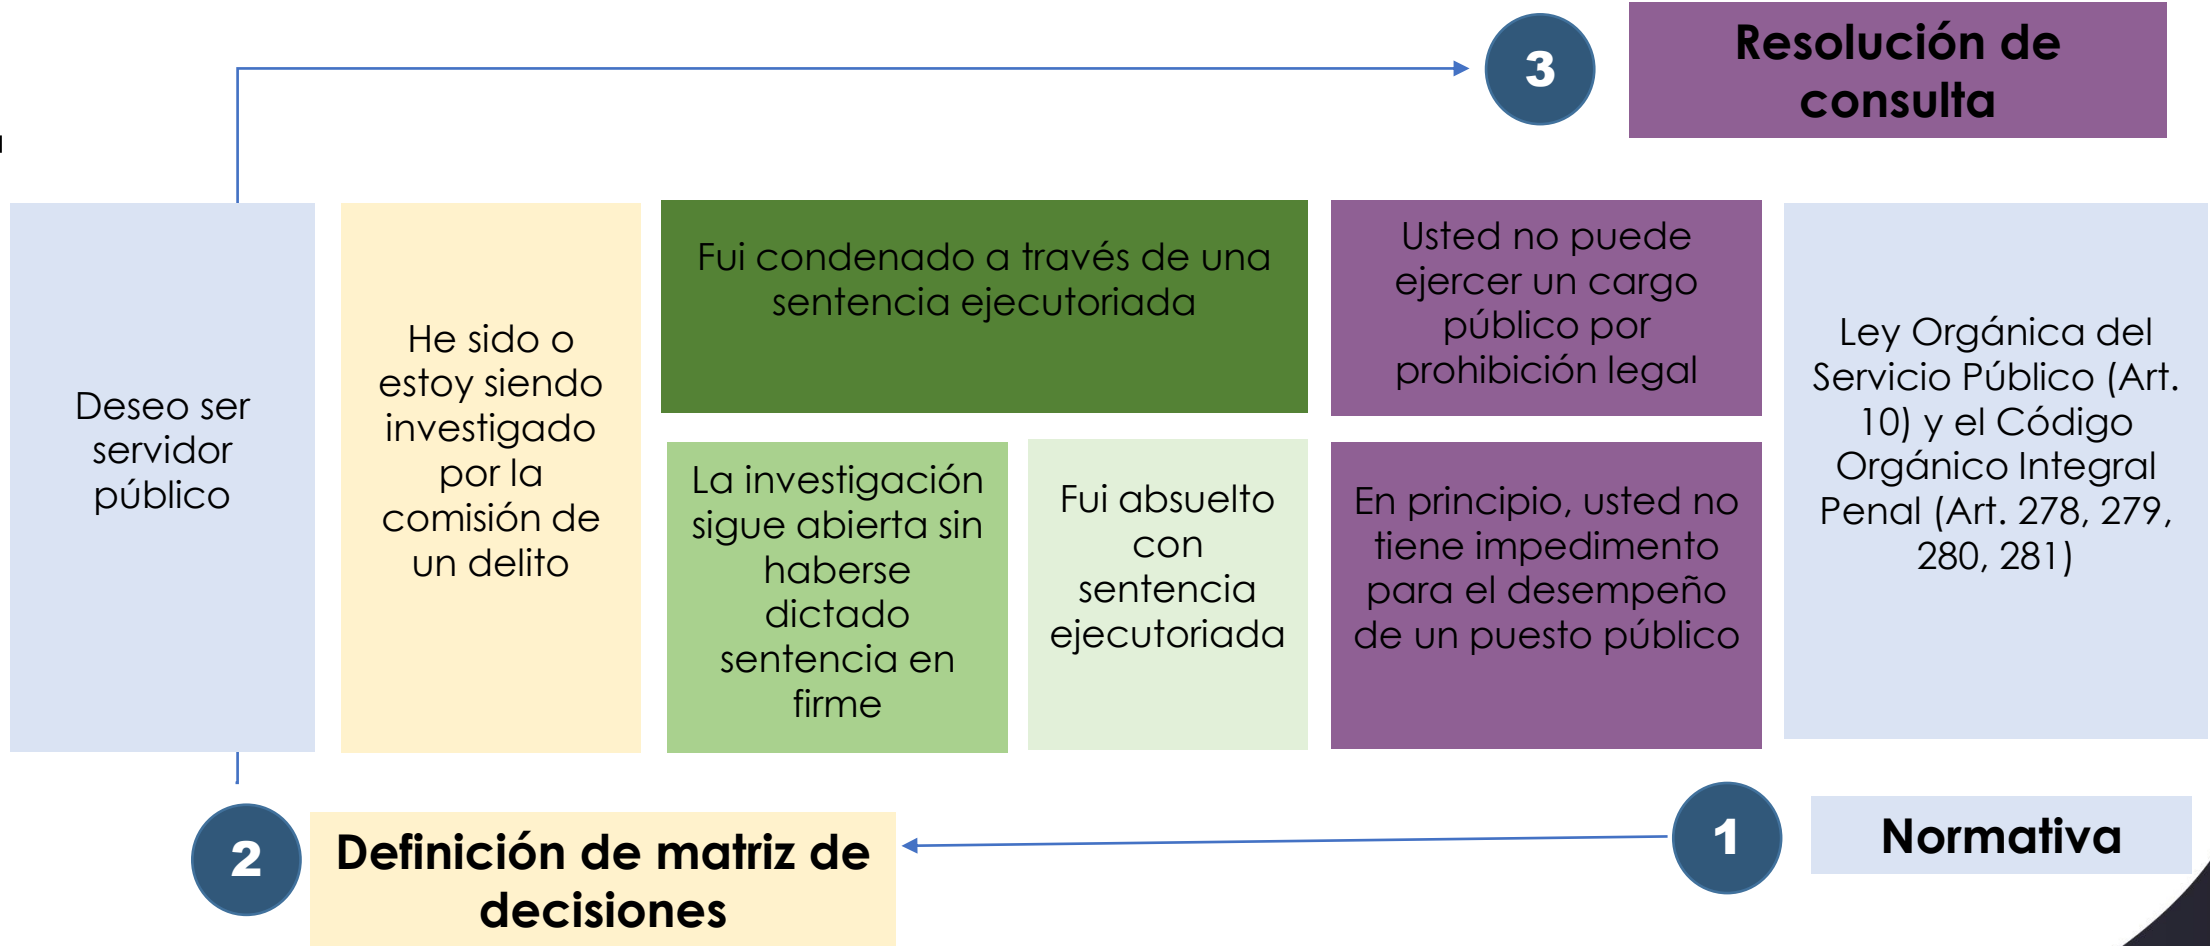 3
Resolución de
consulta
Deseo ser
servidor
público
He sido o
estoy siendo
investigado
por la
comisión de
un delito
Fui condenado a través de una
sentencia ejecutoriada
La investigación
sigue abierta sin
haberse
dictado
sentencia en
firme
Fui absuelto
con
sentencia
ejecutoriada
Usted no puede
ejercer un cargo
público por
prohibición legal
En principio, usted no
tiene impedimento
para el desempeño
de un puesto público
Ley Orgánica del
Servicio Público (Art.
10) y el Código
Orgánico Integral
Penal (Art. 278, 279,
280, 281)
2
Definición de matriz de
decisiones
1
Normativa